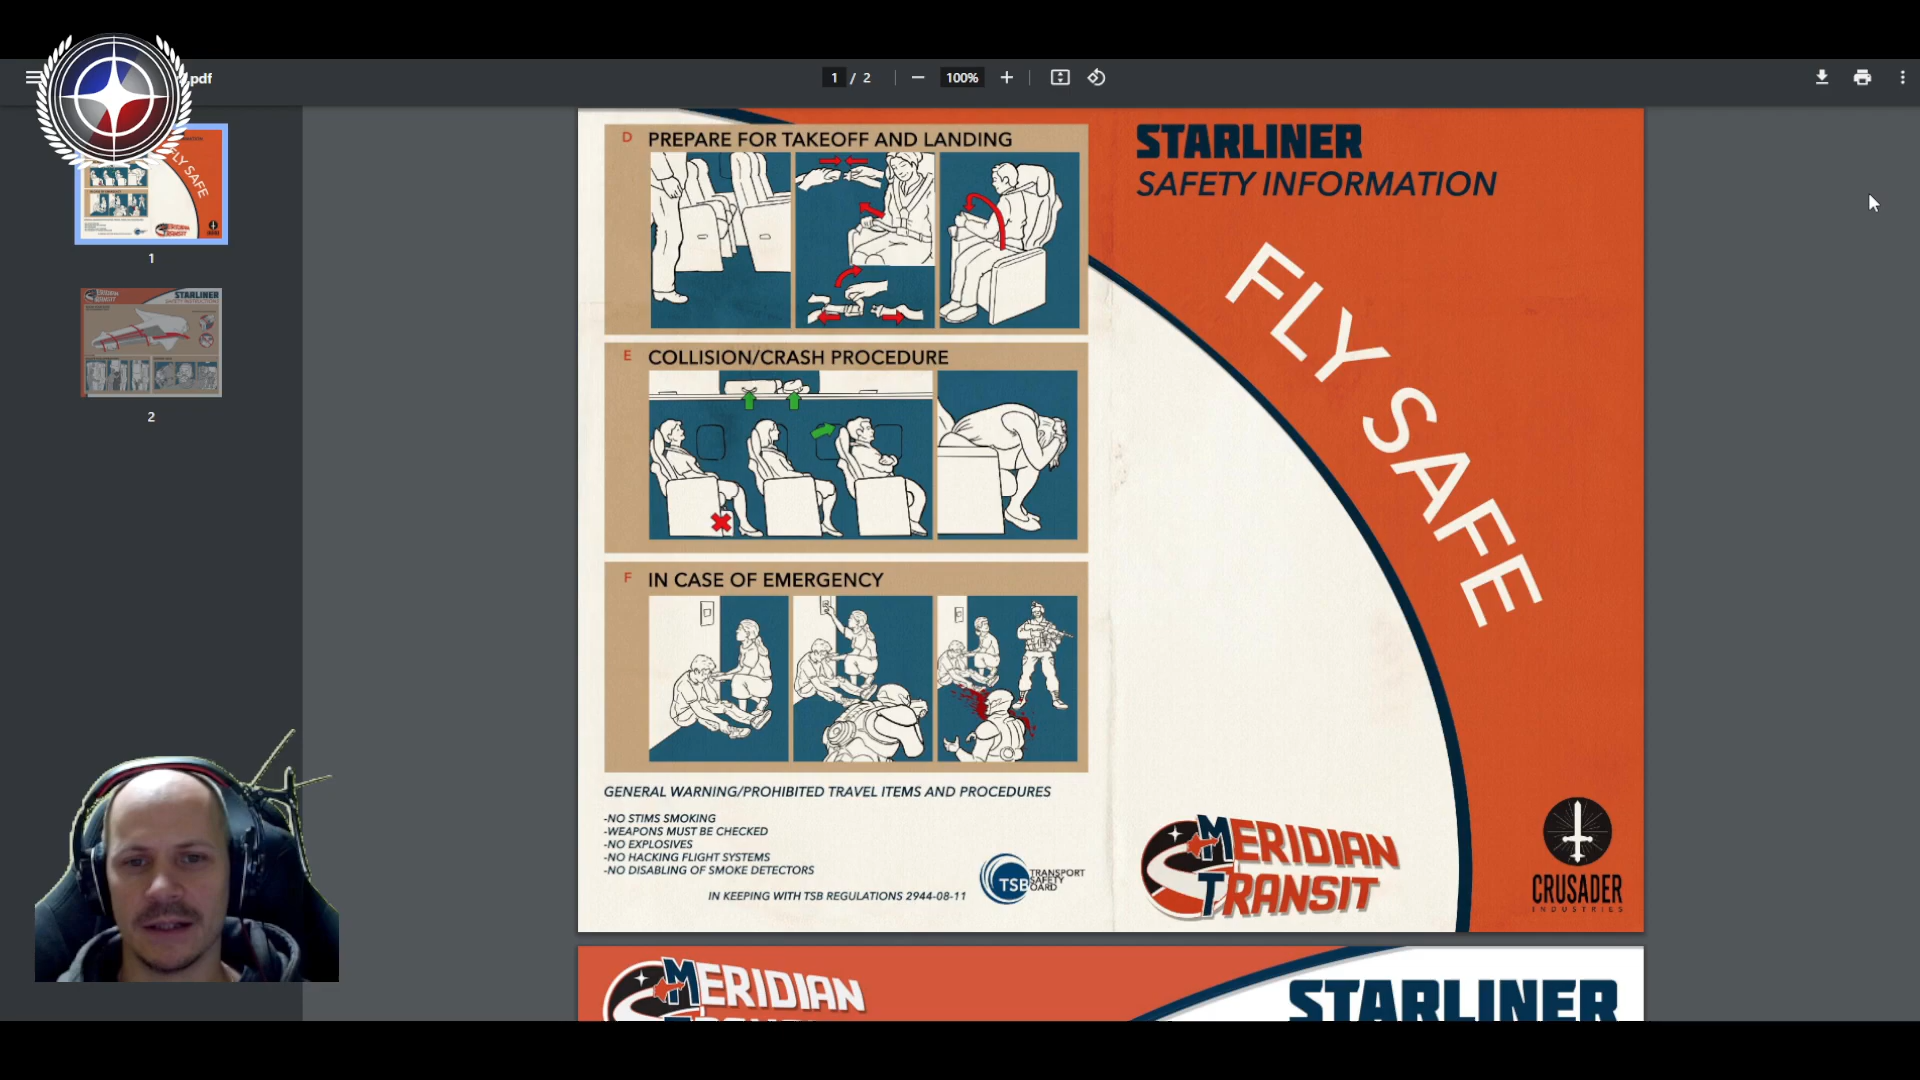 .pdf
1 / 2
100%
1
2
D PREPARE FOR TAKEOFF AND LANDING
E COLLISION/CRASH PROCEDURE
F IN CASE OF EMERGENCY
GENERAL WARNING/PROHIBITED TRAVEL ITEMS AND PROCEDURES
-NO STIMS SMOKING
-WEAPONS MUST BE CHECKED
-NO EXPLOSIVES
-NO HACKING FLIGHT SYSTEMS
-NO DISABLING OF SMOKE DETECTORS
IN KEEPING WITH TSB REGULATIONS 2944-08-11
TSB
TRANSPORT
SAFETY
OARD
STARLINER
SAFETY INFORMATION
FLY SAFE
MERIDIAN
TRANSIT
CRUSADER
INDUSTRIES
MERIDIAN
STARLINER